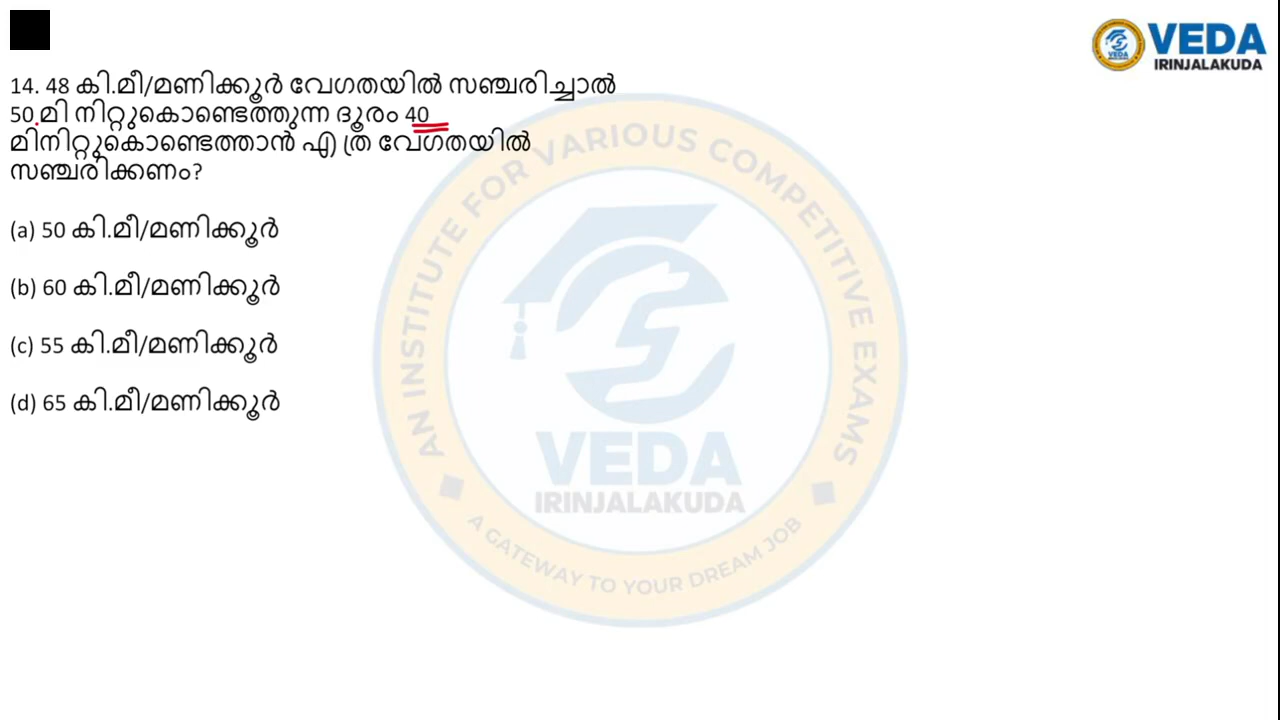 VEDA
IRINJALAKUDA
14. 48 കി.മീ/മണിക്കൂർ വേഗതയിൽ സഞ്ചരിച്ചാൽ
50 മി നിറ്റുകൊണ്ടെത്തുന്ന ദൂരം 40
മിനിറ്റുകൊണ്ടെത്താൻ എ ത്ര വേഗതയിൽ
സഞ്ചരിക്കണം?
(a) 50 കി.മീ/മണിക്കൂർ
(b) 60 കി.മീ/മണിക്കൂർ
(c) 55 കി.മീ/മണിക്കൂർ
(d) 65 കി.മീ/മണിക്കൂർ
AN INSTITUTE FOR VARIOUS COMPETITIVE EXAMS
VEDA
IRINJALAKUDA
A GATEWAY TO YOUR DREAM JOB